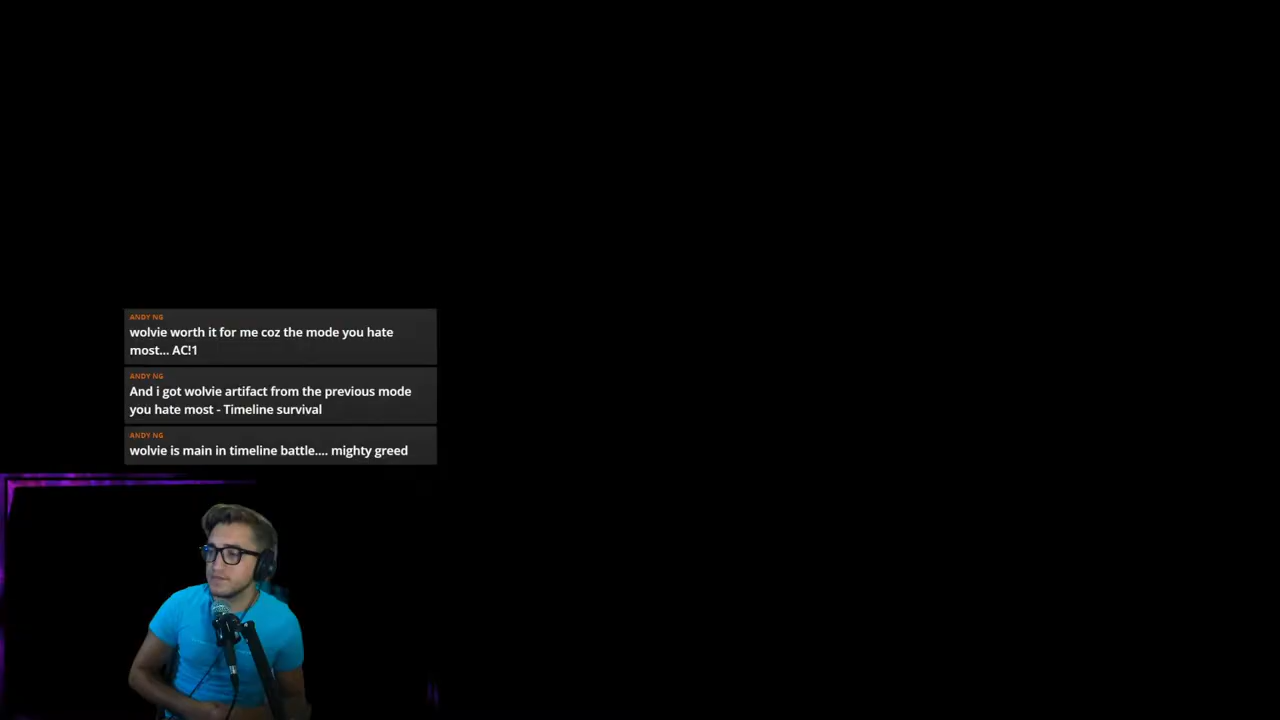 ANDY NG
wolvie worth it for me coz the mode you hate
most... AC!1
ANDY NG
And i got wolvie artifact from the previous mode
you hate most - Timeline survival
ANDY NG
wolvie is main in timeline battle.... mighty greed